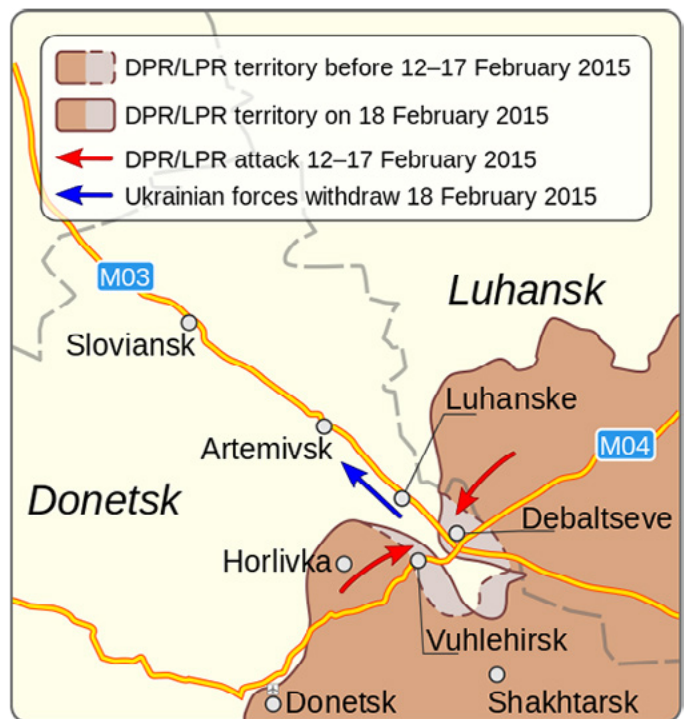 DPR/LPR territory before 12–17 February 2015
DPR/LPR territory on 18 February 2015
DPR/LPR attack 12–17 February 2015
Ukrainian forces withdraw 18 February 2015
M03
Luhansk
Sloviansk
Luhanske
Artemivsk
M04
Donetsk
Debaltseve
Horlivka
Vuhlehirsk
Donetsk
Shakhtarsk